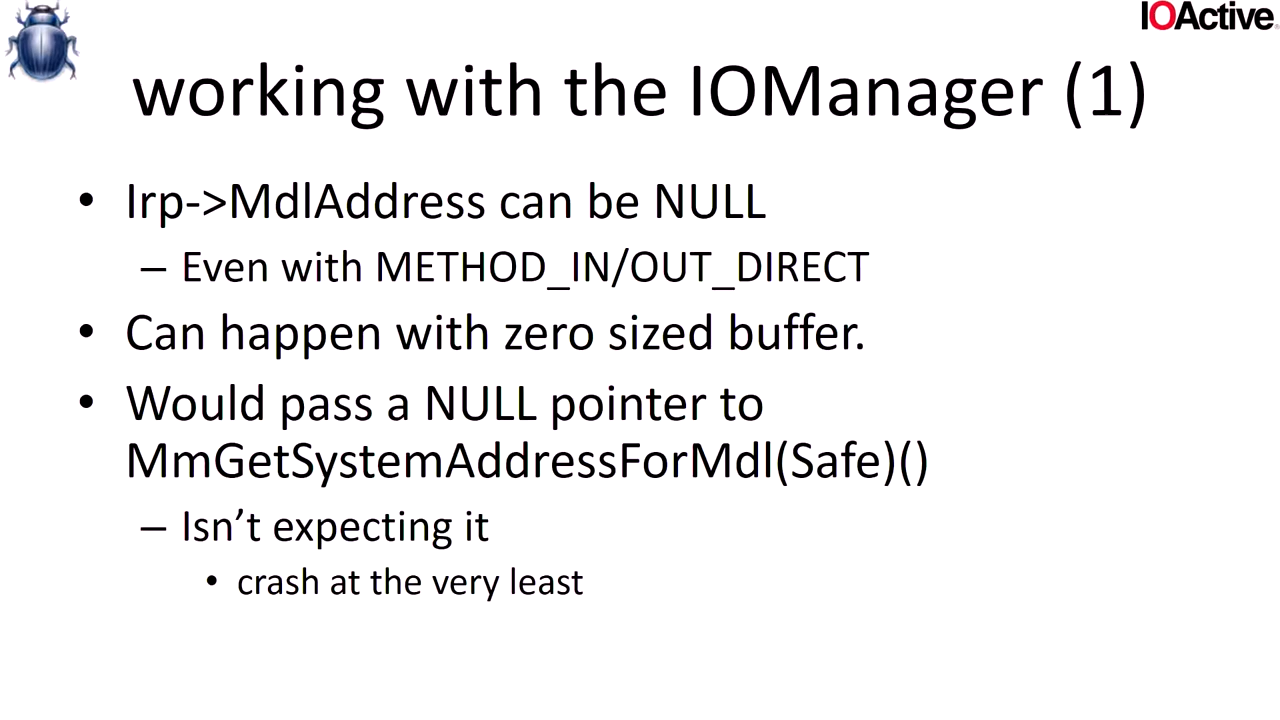 IOActive
working with the IOManager (1)
• Irp->MdlAddress can be NULL
– Even with METHOD_IN/OUT_DIRECT
• Can happen with zero sized buffer.
• Would pass a NULL pointer to
MmGetSystemAddressForMdl(Safe)()
– Isn’t expecting it
• crash at the very least